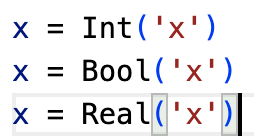 x = Int('x')
x = Bool('x')
x = Real('x')